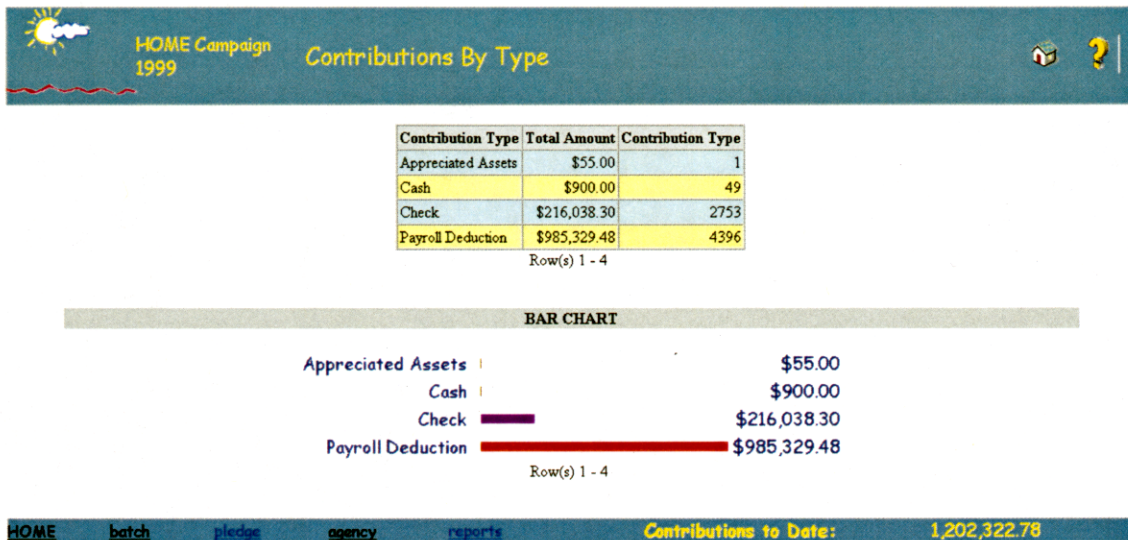 HOME Campaign
1999
Contributions By Type
Contribution Type Total Amount Contribution Type
Appreciated Assets $55.00 1
Cash $900.00 49
Check $216,038.30 2753
Payroll Deduction $985,329.48 4396
Row(s) 1 - 4
BAR CHART
Appreciated Assets $55.00
Cash $900.00
Check $216,038.30
Payroll Deduction $985,329.48
Row(s) 1 - 4
HOME batch pledge agency reports Contributions to Date: 1,202,322.78